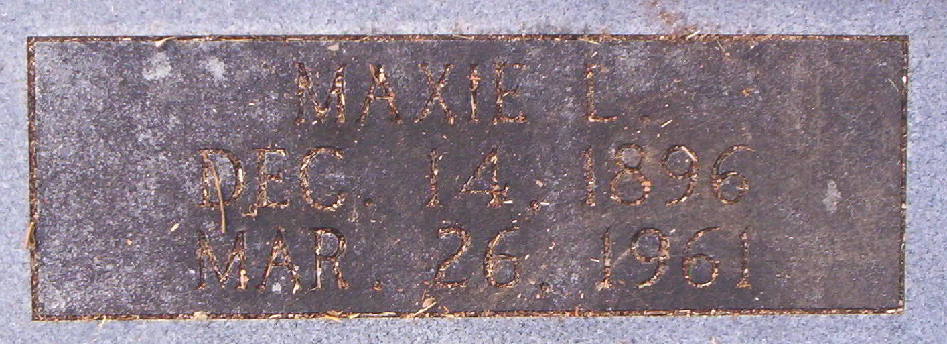 MAXIE L.
DEC. 14, 1896
MAR. 26, 1961